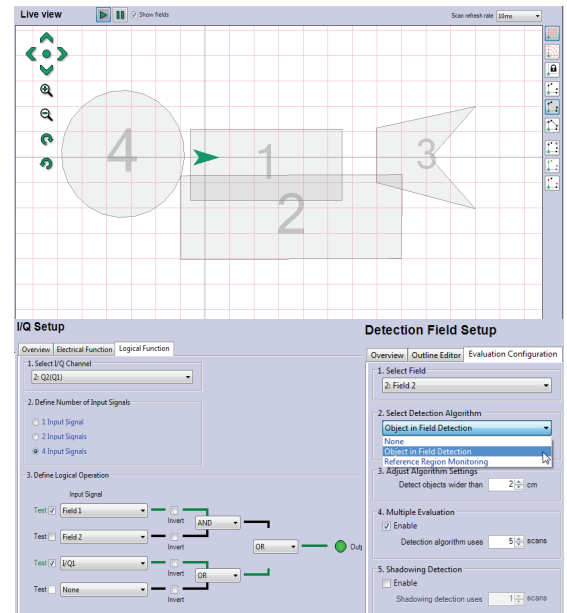 Live view
Show fields
Scan refresh rate 10ms
4
1
2
3
I/Q Setup
Overview Electrical Function Logical Function
1. Select I/Q Channel
2: Q2(Q1)
2. Define Number of Input Signals
1 Input Signal
2 Input Signals
4 Input Signals
3. Define Logical Operation
Input Signal
Test Field 1
Invert AND
Test Field 2
Invert OR Outp
Test I/Q1
Invert OR
Test None
Invert
Detection Field Setup
Overview Outline Editor Evaluation Configuration
1. Select Field
2: Field 2
2. Select Detection Algorithm
Object in Field Detection
None
Object in Field Detection
Reference Region Monitoring
3. Adjust Algorithm Settings
Detect objects wider than 2 cm
4. Multiple Evaluation
Enable
Detection algorithm uses 5 scans
5. Shadowing Detection
Enable
Shadowing detection uses 1 scans